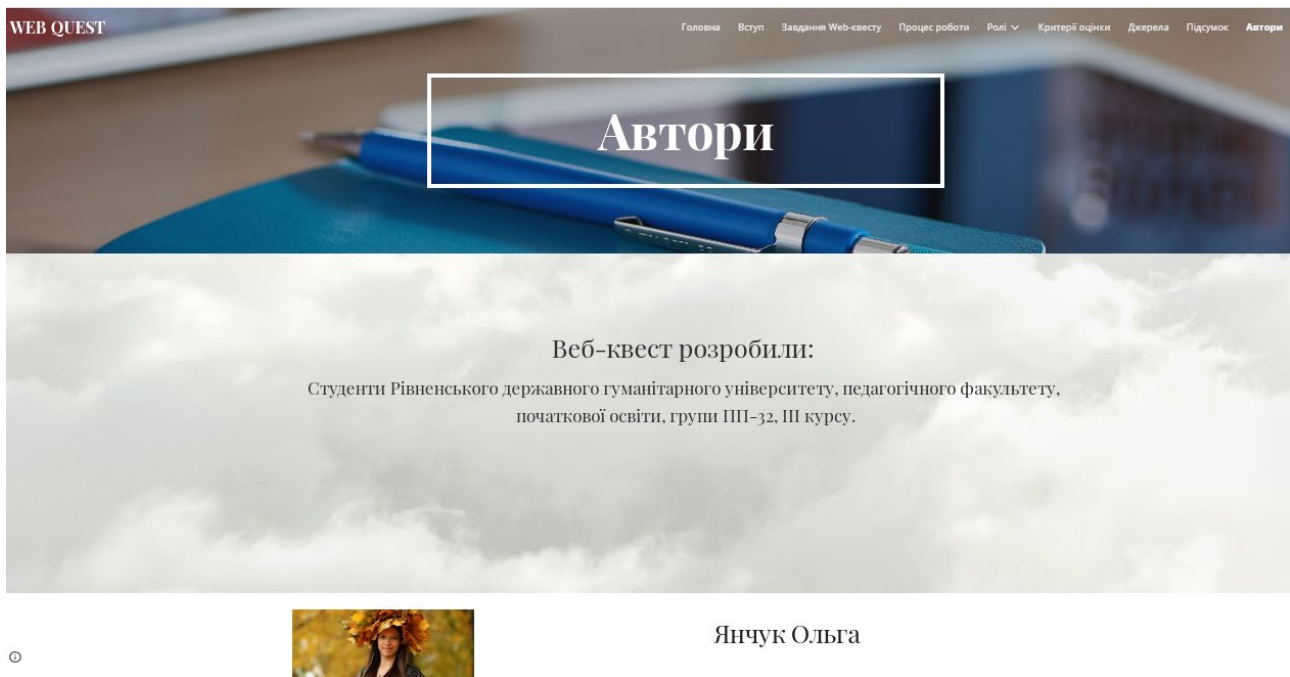 WEB QUEST
Головна Вступ Завдання Web-квесту Процес роботи Ролі Критерії оцінки Джерела Підсумок Автори
Автори
Веб-квест розробили:
Студенти Рівненського державного гуманітарного університету, педагогічного факультету,
початкової освіти, групи ПП-32, ІІІ курсу.
Янчук Ольга